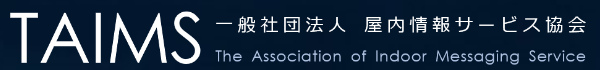 TAIMS
一般社団法人 屋内情報サービス協会
The Association of Indoor Messaging Service